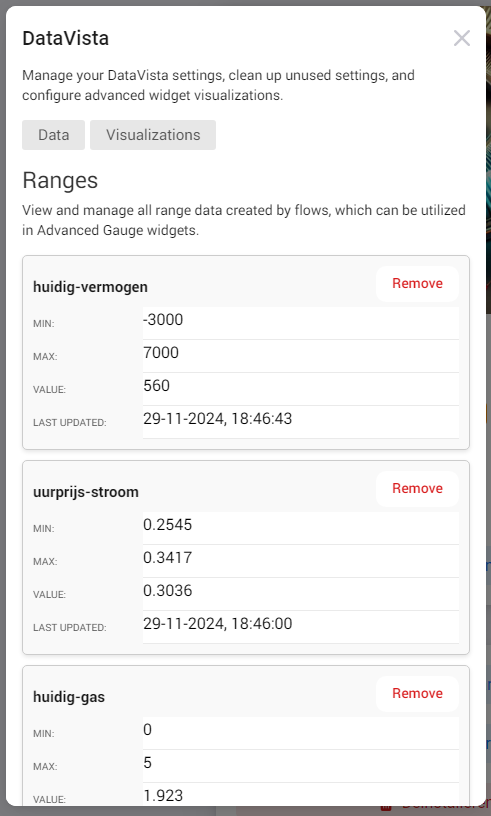 DataVista
Manage your DataVista settings, clean up unused settings, and
configure advanced widget visualizations.
Data Visualizations
Ranges
View and manage all range data created by flows, which can be utilized
in Advanced Gauge widgets.
huidig-vermogen Remove
MIN: -3000
MAX: 7000
VALUE: 560
LAST UPDATED: 29-11-2024, 18:46:43
uurprijs-stroom Remove
MIN: 0.2545
MAX: 0.3417
VALUE: 0.3036
LAST UPDATED: 29-11-2024, 18:46:00
huidig-gas Remove
MIN: 0
MAX: 5
VALUE: 1.923